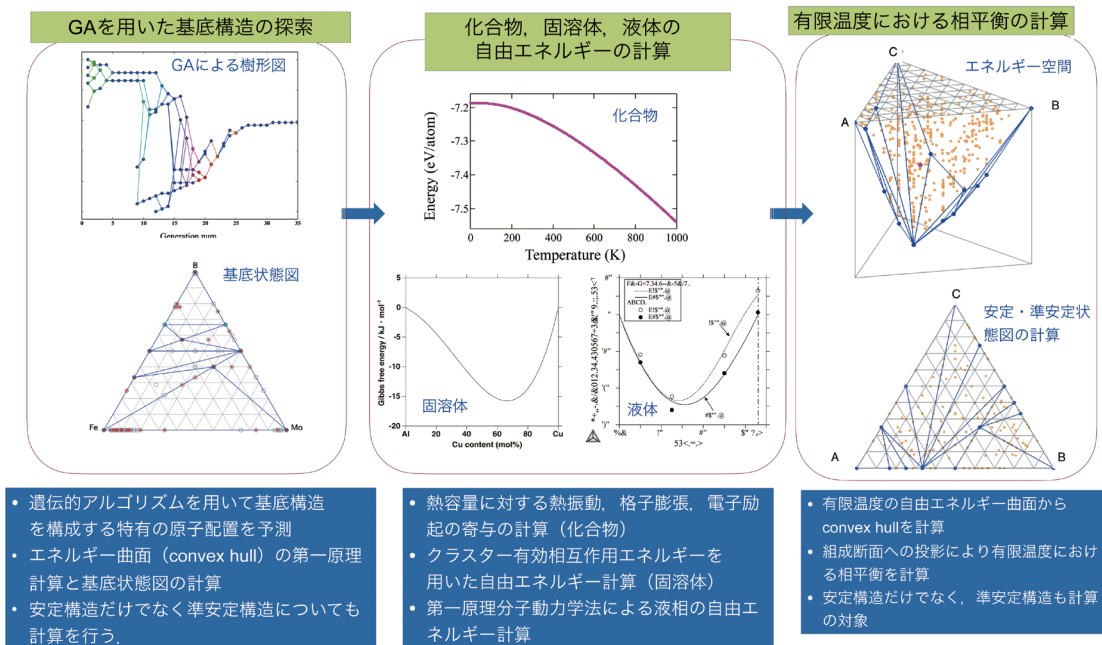 GAを用いた基底構造の探索
GAによる樹形図
0
5
10
15
20
25
30
35
Generation num.
基底状態図
B
Fe
Mo
遺伝的アルゴリズムを用いて基底構造
を構成する特有の原子配置を予測
エネルギー曲面（convex hull）の第一原理
計算と基底状態図の計算
安定構造だけでなく準安定構造についても
計算を行う.
化合物，固溶体，液体の
自由エネルギーの計算
化合物
Energy (eV/atom)
-7.2
-7.3
-7.4
-7.5
0
200
400
600
800
1000
Temperature (K)
Gibbs free energy / kJ · mol⁻¹
5
0
-5
-10
-15
-20
固溶体
Al
20
40
60
80
Cu
Cu content (mol%)
ABCD,
液体
熱容量に対する熱振動，格子膨張，電子励
起の寄与の計算（化合物）
クラスター有効相互作用エネルギーを
用いた自由エネルギー計算（固溶体）
第一原理分子動力学法による液相の自由エ
ネルギー計算
有限温度における相平衡の計算
エネルギー空間
C
A
B
安定・準安定状
態図の計算
C
A
B
有限温度の自由エネルギー曲面から
convex hullを計算
組成断面への投影により有限温度におけ
る相平衡を計算
安定構造だけでなく，準安定構造も計算
の対象